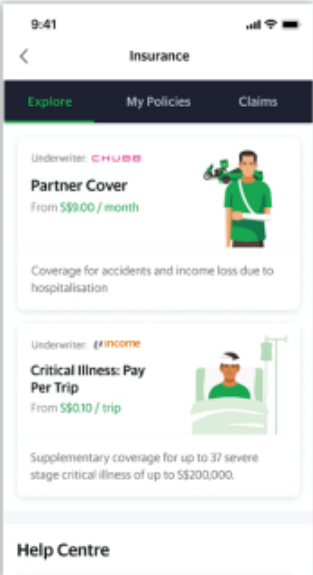 9:41
Insurance
Explore My Policies Claims
Underwriter: CHUBB
Partner Cover
From S$9.00 / month
Coverage for accidents and income loss due to
hospitalisation
Underwriter: income
Critical Illness: Pay
Per Trip
From S$0.10 / trip
Supplementary coverage for up to 37 severe
stage critical illness of up to S$200,000.
Help Centre